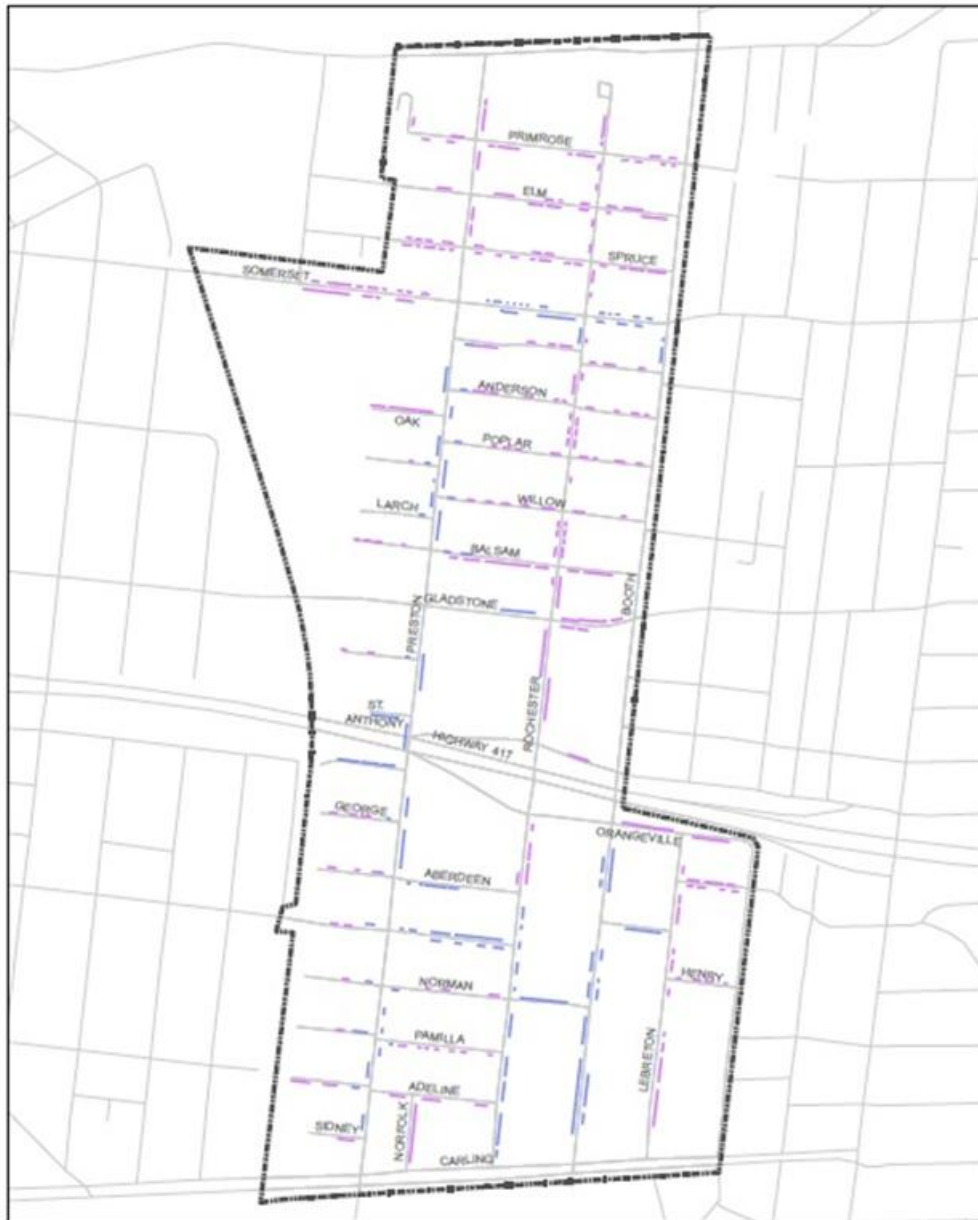 PRIMROSE
ELM
SPRUCE
SOMERSET
ANDERSON
OAK
POPLAR
WILLOW
LARCH
BALSAM
GLADSTONE
BOOTH
PRESTON
ROCHESTER
ST.
ANTHONY
HIGHWAY 417
GEORGE
ORANGEVILLE
ABERDEEN
HENRY
NORMAN
PAMILLA
LEBRETON
ADELINE
SIDNEY
NORFOLK
CARLING